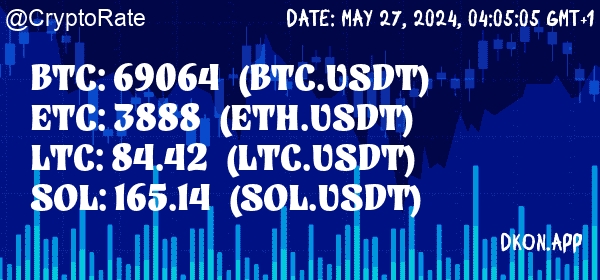 @CryptoRate
DATE: MAY 27, 2024, 04:05:05 GMT+1
BTC: 69064 (BTC.USDT)
ETC: 3888 (ETH.USDT)
LTC: 84.42 (LTC.USDT)
SOL: 165.14 (SOL.USDT)
DKON.APP